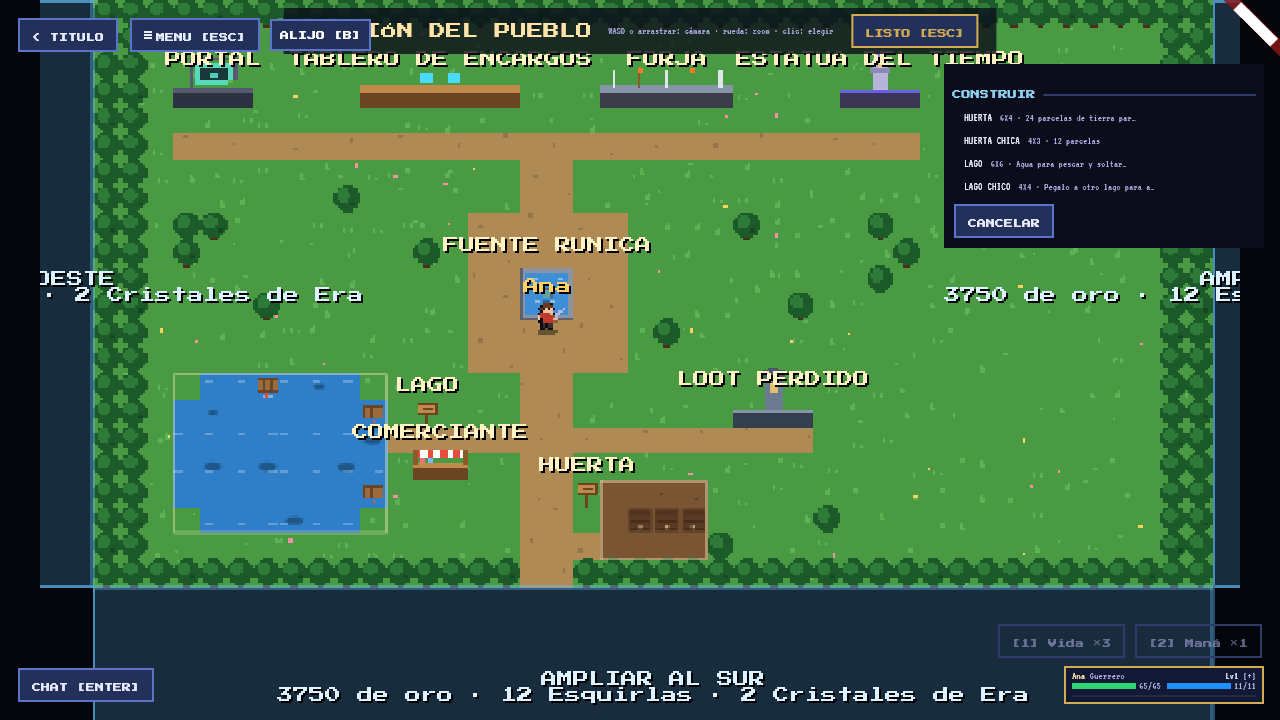 < TITULO
≡MENU [ESC]
ALIJO [B]
IÓN DEL PUEBLO
WASD o arrastrar: cámara · rueda: zoom · clic: elegir
LISTO [ESC]
PORTAL
TABLERO DE ENCARGOS
FORJA
ESTATUA DEL TIEMPO
CONSTRUIR
HUERTA 6X4 · 24 parcelas de tierra par…
HUERTA CHICA 4X3 · 12 parcelas
LAGO 6X6 · Agua para pescar y soltar…
LAGO CHICO 4X4 · Pegalo a otro lago para a…
CANCELAR
FUENTE RUNICA
Ana
OESTE
· 2 Cristales de Era
AMP
3750 de oro · 12 Es
LAGO
LOOT PERDIDO
COMERCIANTE
HUERTA
[1] Vida ×3
[2] Maná ×1
CHAT [ENTER]
AMPLIAR AL SUR
3750 de oro · 12 Esquirlas · 2 Cristales de Era
Ana Guerrero
Lv1 [+]
65/65
11/11